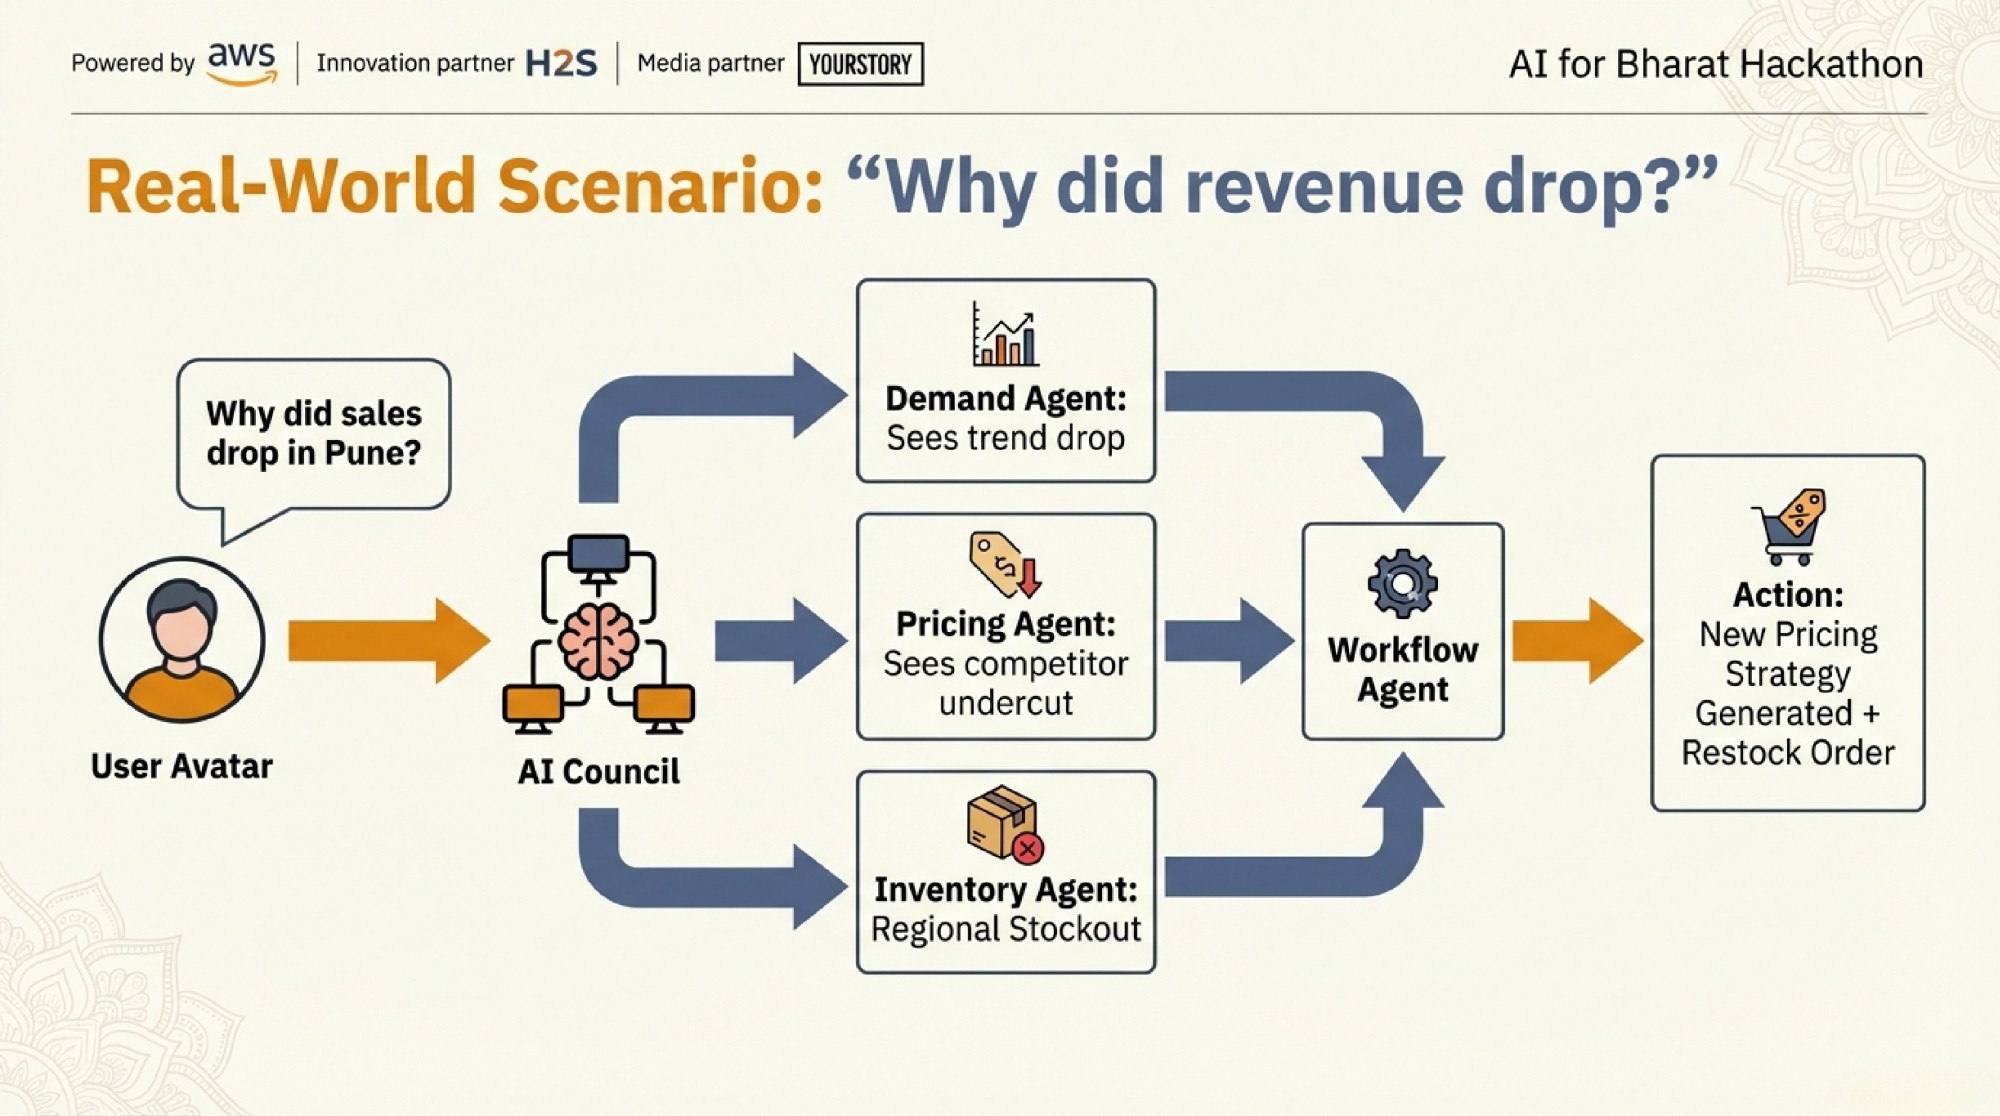 Powered by aws | Innovation partner H2S | Media partner YOURSTORY
AI for Bharat Hackathon
Real-World Scenario: “Why did revenue drop?”
Why did sales
drop in Pune?
User Avatar
AI Council
Demand Agent:
Sees trend drop
Pricing Agent:
Sees competitor
undercut
Inventory Agent:
Regional Stockout
Workflow
Agent
Action:
New Pricing
Strategy
Generated +
Restock Order